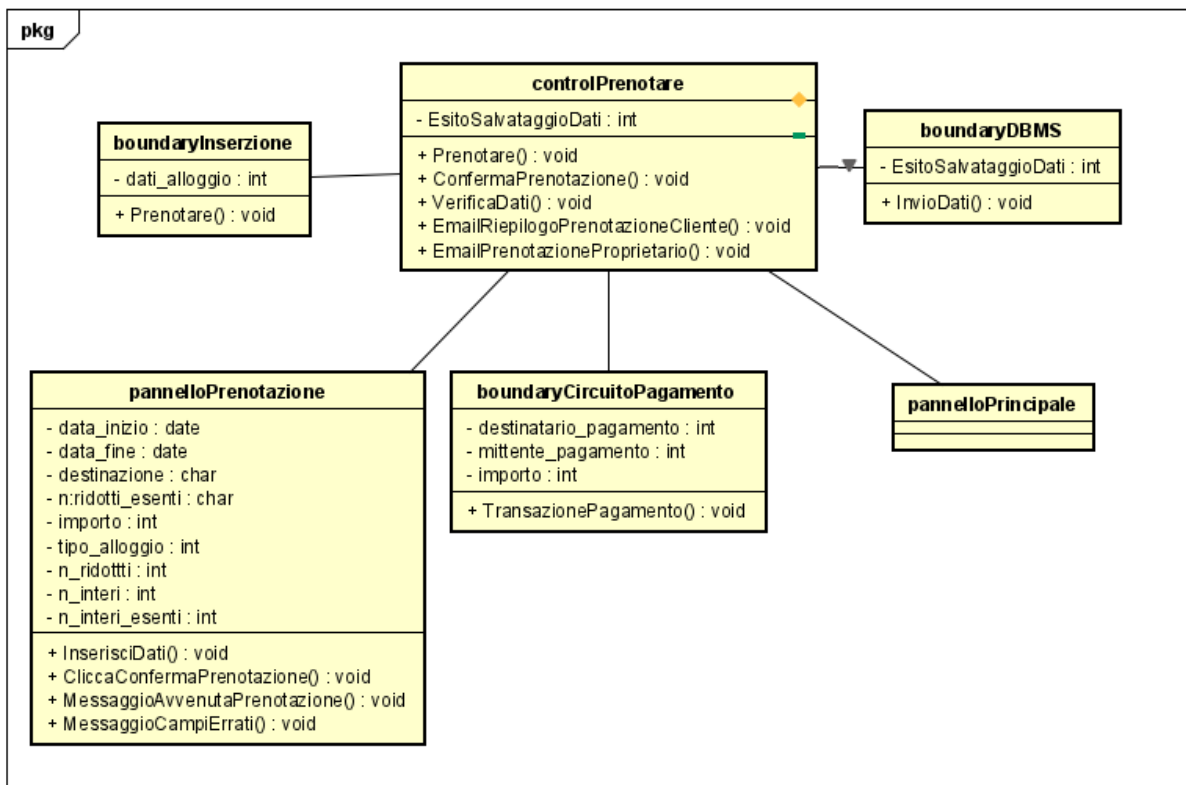 pkg
controlPrenotare
- EsitoSalvataggioDati : int
+ Prenotare() : void
+ ConfermaPrenotazione() : void
+ VerificaDati() : void
+ EmailRiepilogoPrenotazioneCliente() : void
+ EmailPrenotazioneProprietario() : void
boundaryInserzione
- dati_alloggio : int
+ Prenotare() : void
boundaryDBMS
- EsitoSalvataggioDati : int
+ InvioDati() : void
pannelloPrenotazione
- data_inizio : date
- data_fine : date
- destinazione : char
- n:ridotti_esenti : char
- importo : int
- tipo_alloggio : int
- n_ridottti : int
- n_interi : int
- n_interi_esenti : int
+ InserisciDati() : void
+ CliccaConfermaPrenotazione() : void
+ MessaggioAvvenutaPrenotazione() : void
+ MessaggioCampiErrati() : void
boundaryCircuitoPagamento
- destinatario_pagamento : int
- mittente_pagamento : int
- importo : int
+ TransazionePagamento() : void
pannelloPrincipale